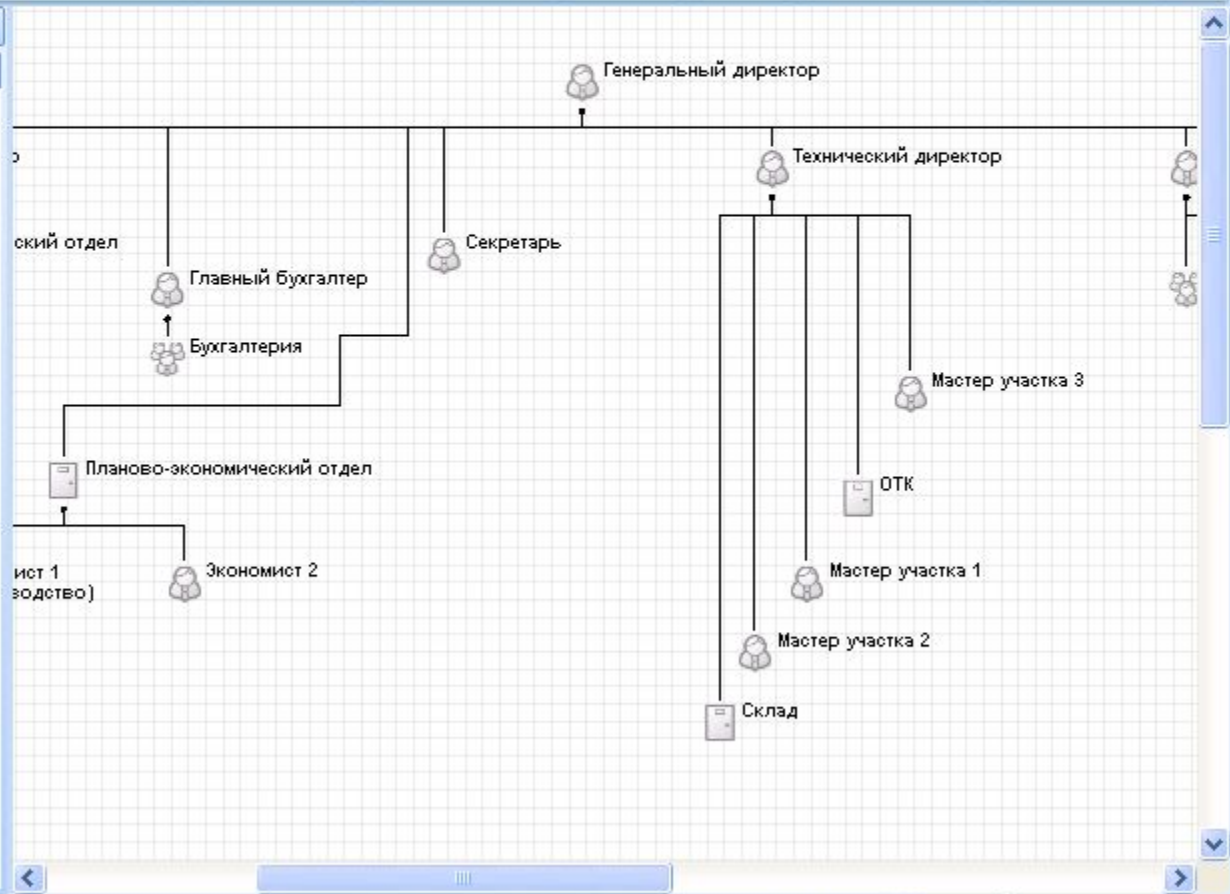 Генеральный директор
Технический директор
ский отдел
Секретарь
Главный бухгалтер
Бухгалтерия
Мастер участка 3
Планово-экономический отдел
ОТК
ист 1
водство)
Экономист 2
Мастер участка 1
Мастер участка 2
Склад